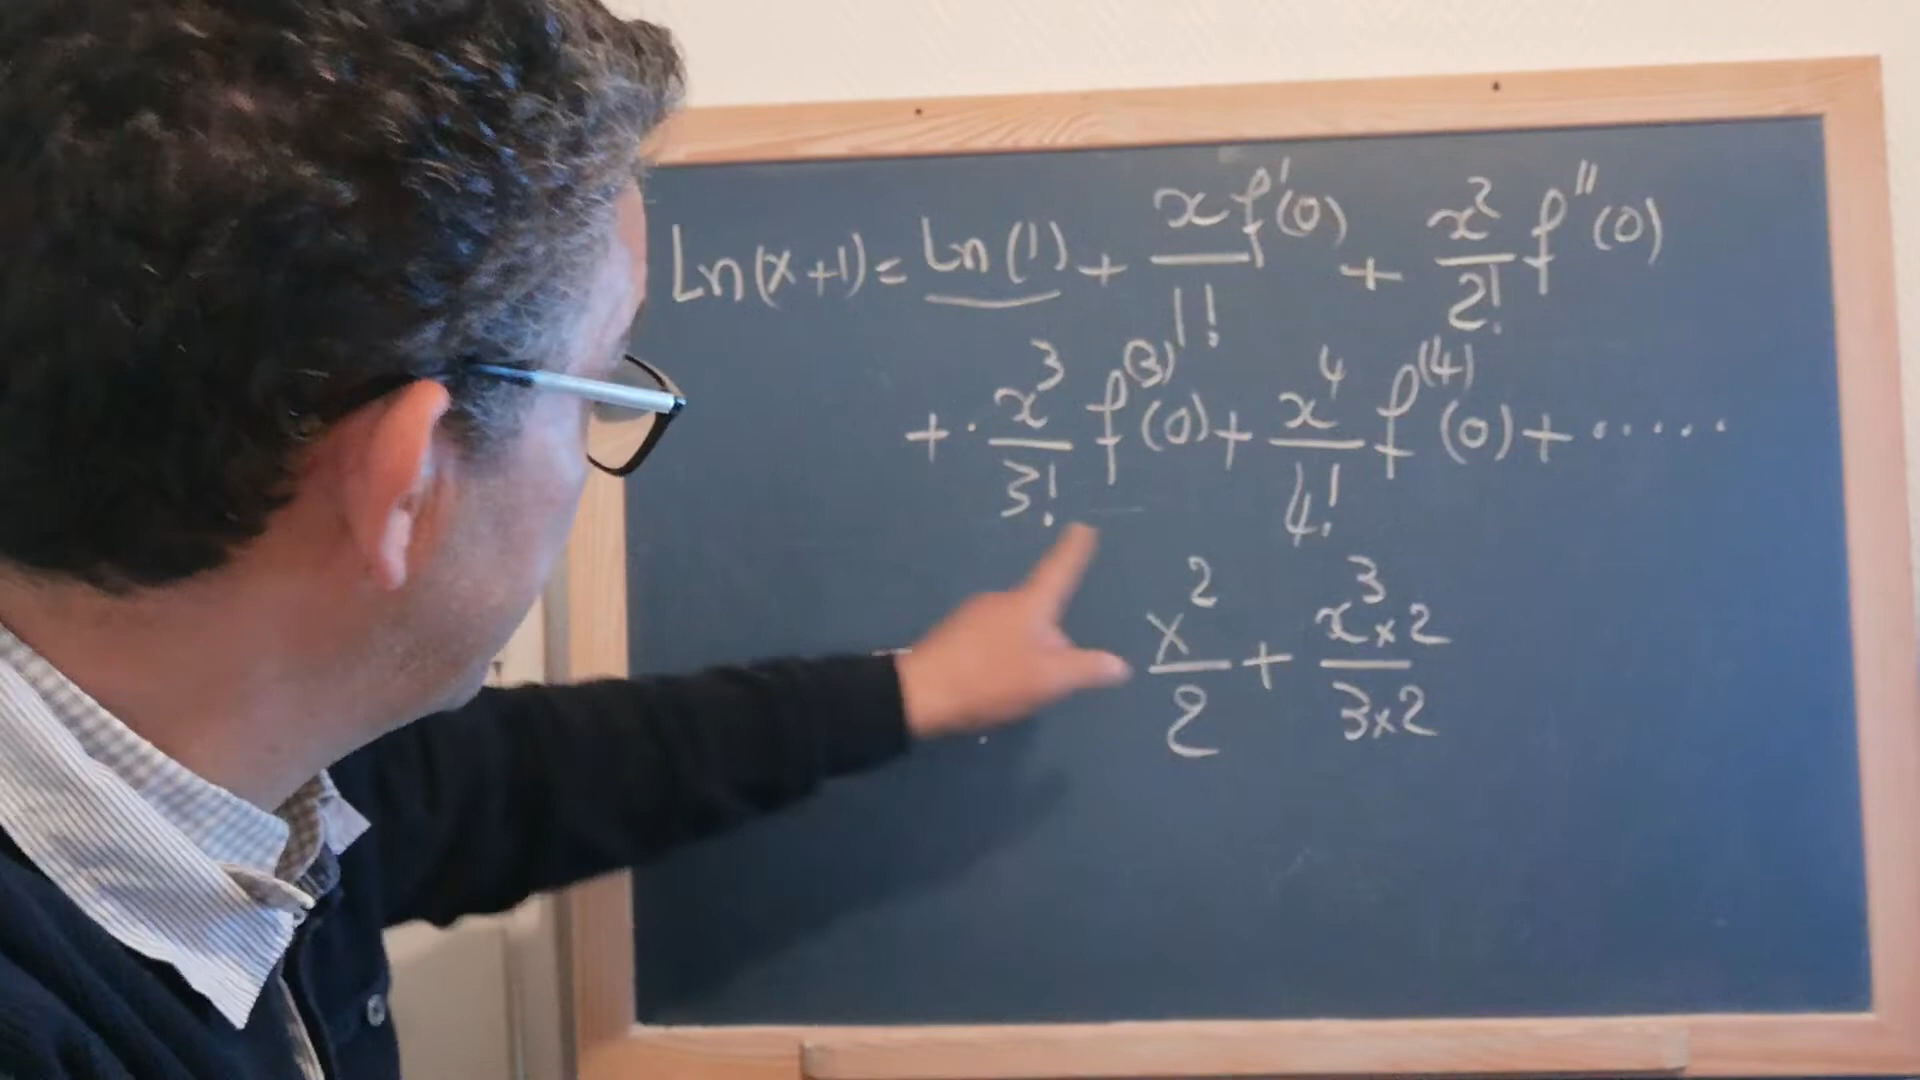 Ln(x+1) = Ln(1) + x f'(0)/1! + x² f''(0)/2!
+ x³/3! f⁽³⁾(0) + x⁴/4! f⁽⁴⁾(0) + .....
x²/2 + x³×2/3×2